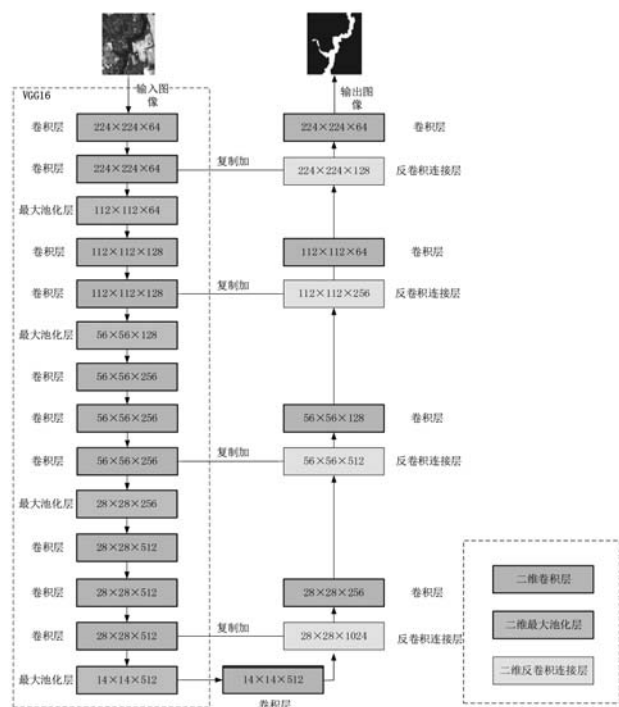 VGG16
输入图
像
输出图
像
卷积层
224×224×64
224×224×64
卷积层
卷积层
224×224×64
复制加
224×224×128
反卷积连接层
最大池化层
112×112×64
卷积层
112×112×128
112×112×64
卷积层
卷积层
112×112×128
复制加
112×112×256
反卷积连接层
最大池化层
56×56×128
卷积层
56×56×256
卷积层
56×56×256
56×56×128
卷积层
卷积层
56×56×256
复制加
56×56×512
反卷积连接层
最大池化层
28×28×256
卷积层
28×28×512
卷积层
28×28×512
28×28×256
卷积层
卷积层
28×28×512
复制加
28×28×1024
反卷积连接层
最大池化层
14×14×512
14×14×512
卷积层
二维卷积层
二维最大池化层
二维反卷积连接层